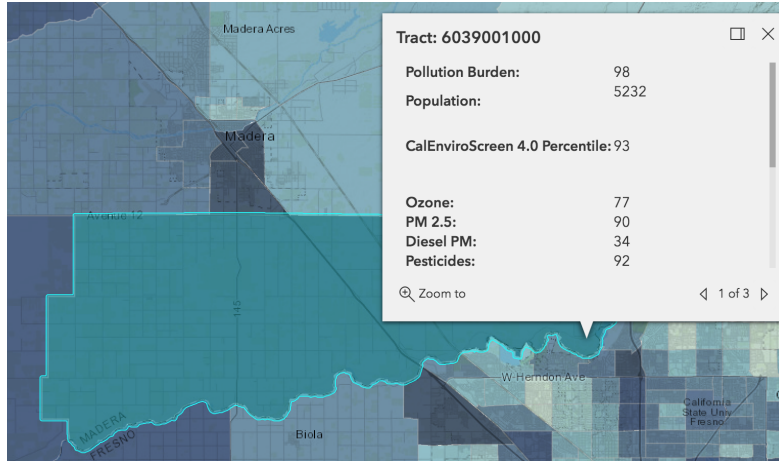 Madera Acres
Madera
Avenue 12
145
MADERA
FRESNO
Biola
W Herndon Ave
California
State Univ
Fresno
Tract: 6039001000
Pollution Burden: 98
Population: 5232
CalEnviroScreen 4.0 Percentile: 93
Ozone: 77
PM 2.5: 90
Diesel PM: 34
Pesticides: 92
Zoom to
1 of 3